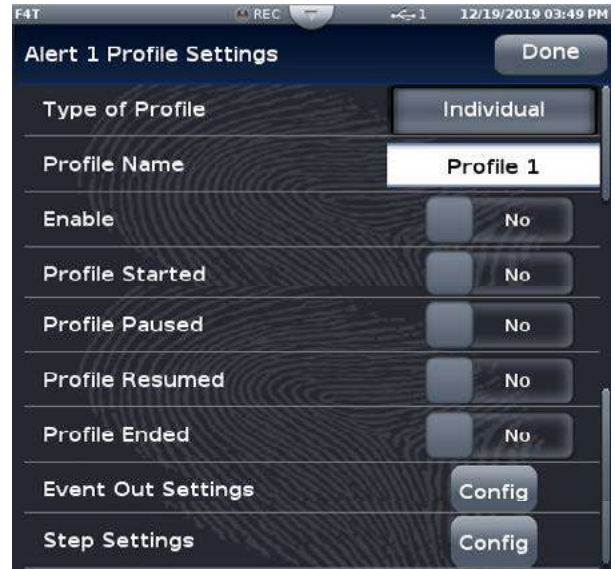 F4T REC 1 12/19/2019 03:49 PM
Alert 1 Profile Settings Done
Type of Profile Individual
Profile Name Profile 1
Enable No
Profile Started No
Profile Paused No
Profile Resumed No
Profile Ended No
Event Out Settings Config
Step Settings Config